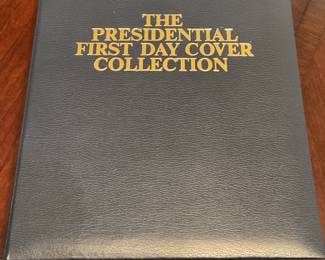 THE
PRESIDENTIAL
FIRST DAY COVER
COLLECTION